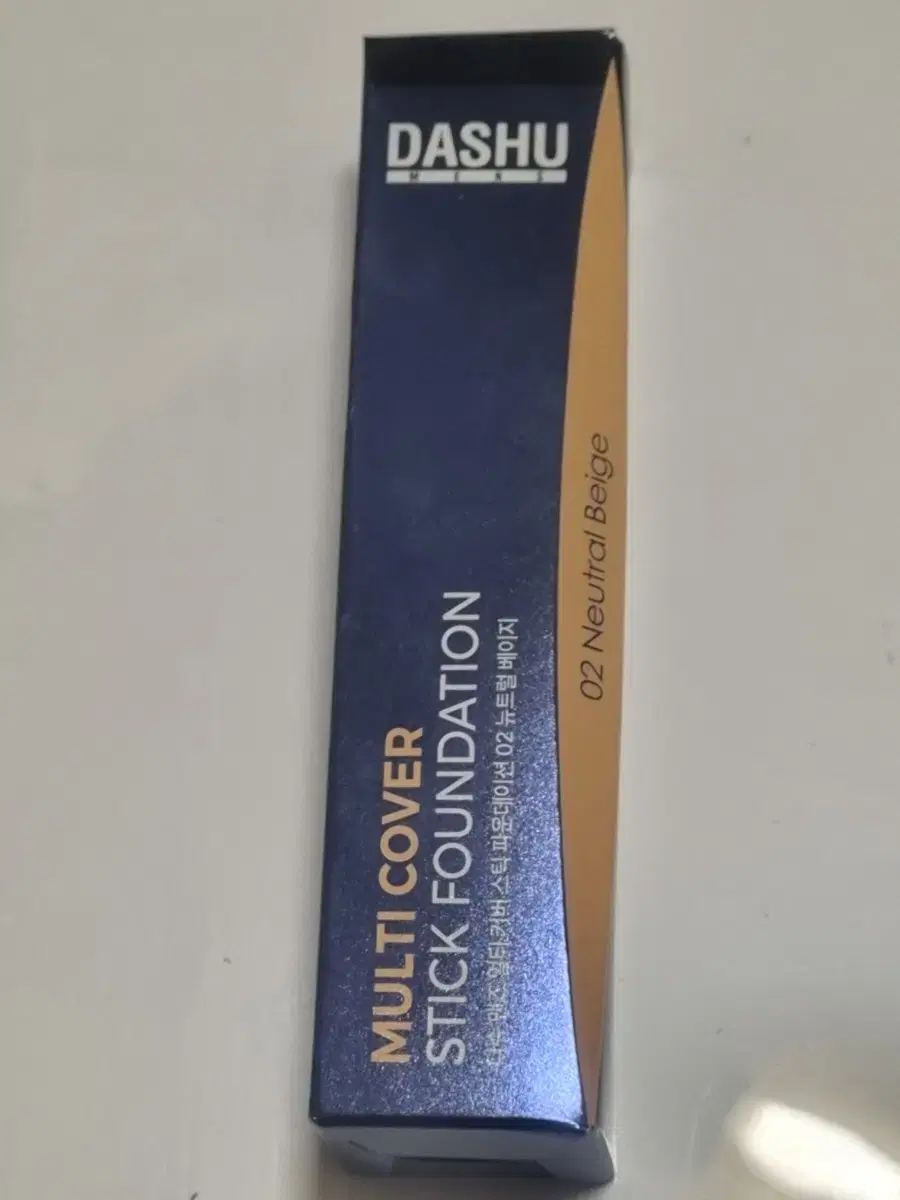 DASHU
MENS
MULTI COVER
STICK FOUNDATION
다슈 맨즈 멀티 커버 스틱 파운데이션 02 뉴트럴 베이지
02 Neutral Beige